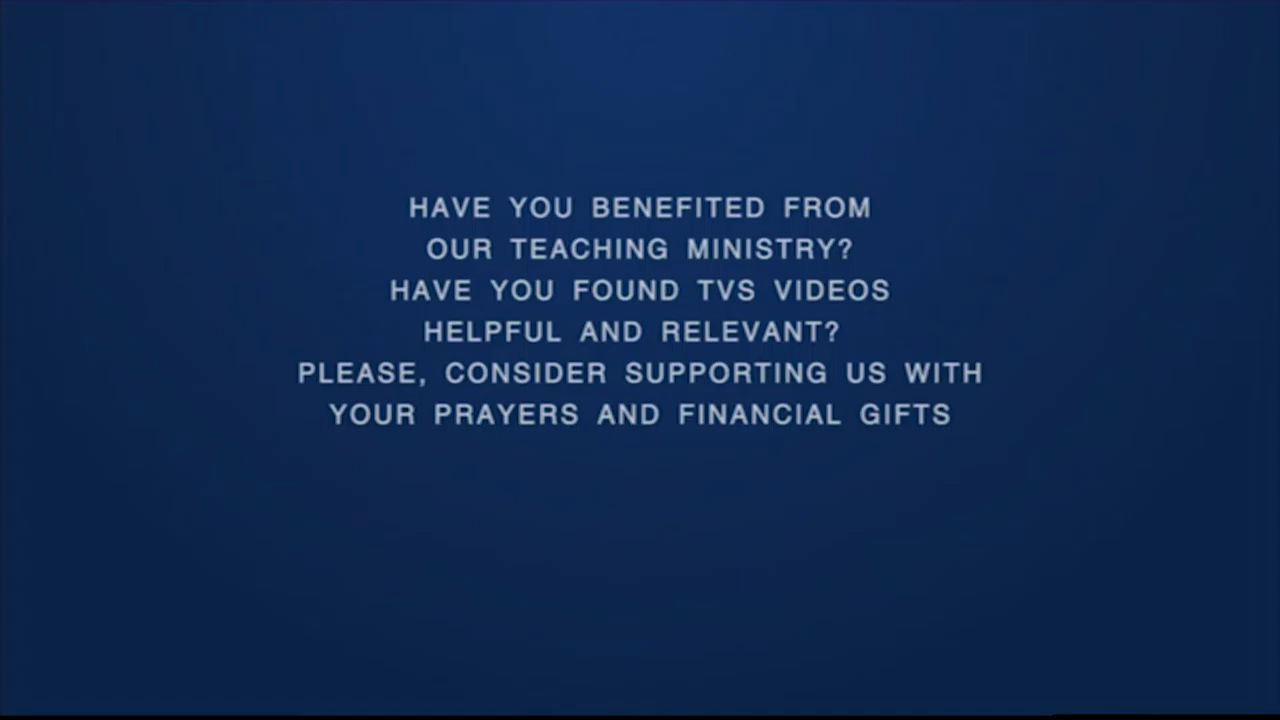 HAVE YOU BENEFITED FROM
OUR TEACHING MINISTRY?
HAVE YOU FOUND TVS VIDEOS
HELPFUL AND RELEVANT?
PLEASE, CONSIDER SUPPORTING US WITH
YOUR PRAYERS AND FINANCIAL GIFTS